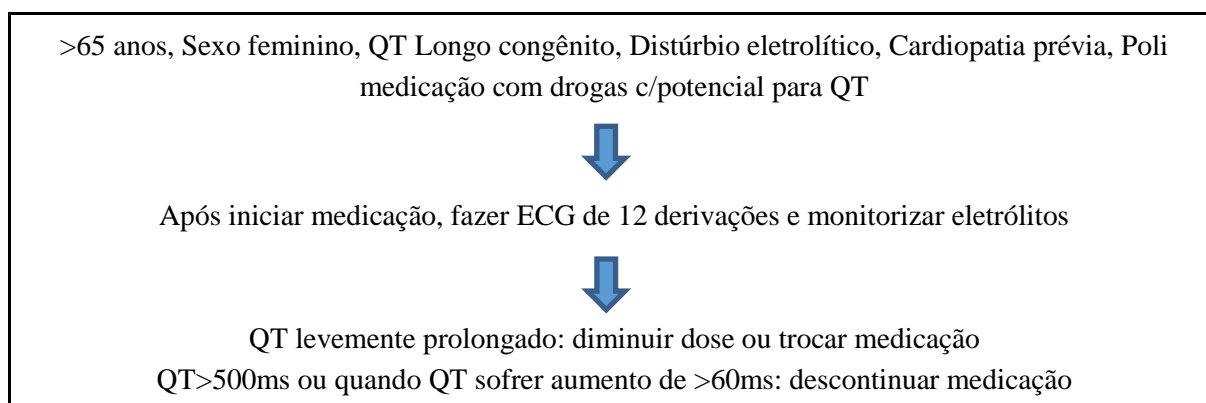 >65 anos, Sexo feminino, QT Longo congênito, Distúrbio eletrolítico, Cardiopatia prévia, Poli
medicação com drogas c/potencial para QT
Após iniciar medicação, fazer ECG de 12 derivações e monitorizar eletrólitos
QT levemente prolongado: diminuir dose ou trocar medicação
QT>500ms ou quando QT sofrer aumento de >60ms: descontinuar medicação